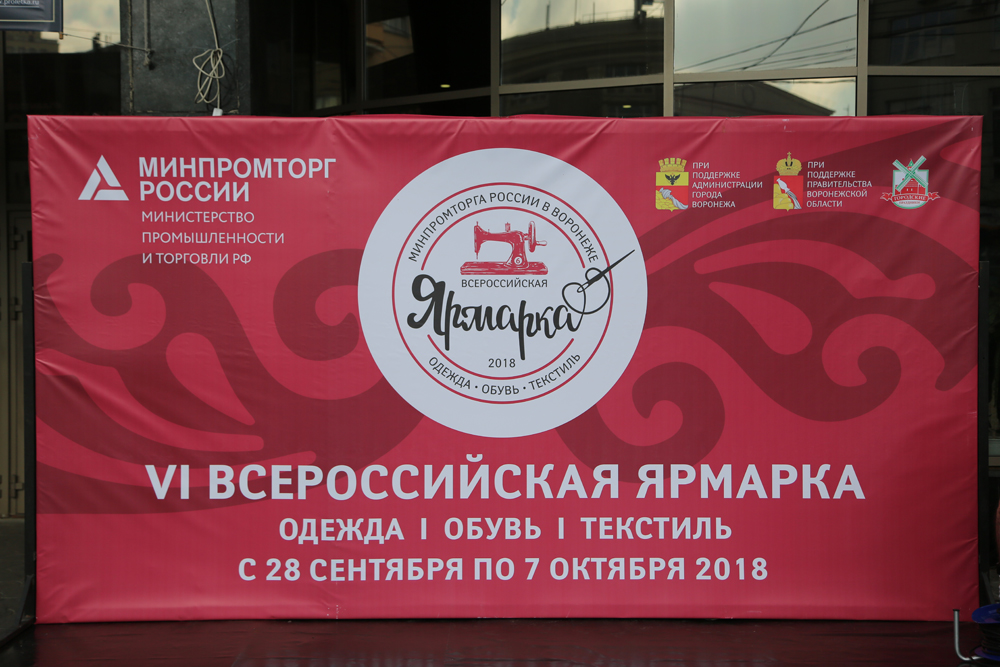 МИНПРОМТОРГ
РОССИИ
МИНИСТЕРСТВО
ПРОМЫШЛЕННОСТИ
И ТОРГОВЛИ РФ
МИНПРОМТОРГА РОССИИ В ВОРОНЕЖЕ
ВСЕРОССИЙСКАЯ
Ярмарка
2018
ОДЕЖДА • ОБУВЬ • ТЕКСТИЛЬ
ПРИ
ПОДДЕРЖКЕ
АДМИНИСТРАЦИИ
ГОРОДА
ВОРОНЕЖА
ПРИ
ПОДДЕРЖКЕ
ПРАВИТЕЛЬСТВА
ВОРОНЕЖСКОЙ
ОБЛАСТИ
ГОРОДСКИЕ
VI ВСЕРОССИЙСКАЯ ЯРМАРКА
ОДЕЖДА I ОБУВЬ I ТЕКСТИЛЬ
С 28 СЕНТЯБРЯ ПО 7 ОКТЯБРЯ 2018